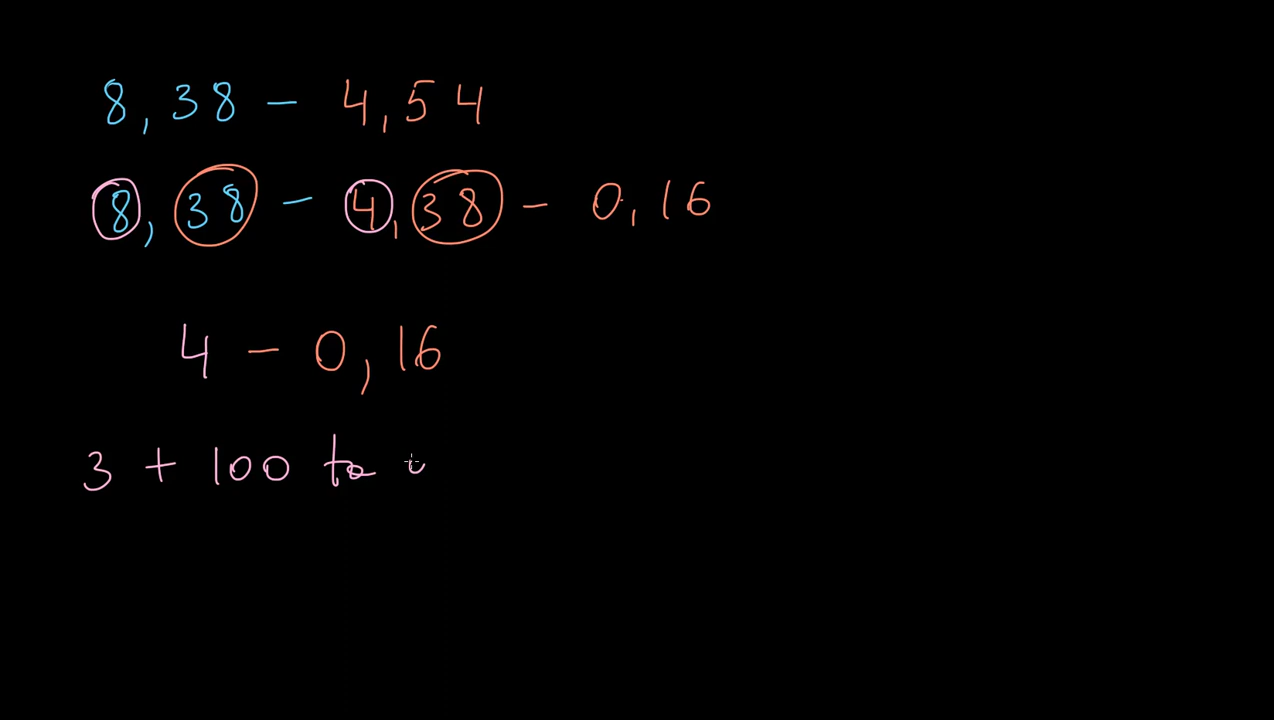 8,38 - 4,54
8,38 - 4,38 - 0,16
4 - 0,16
3 + 100 to